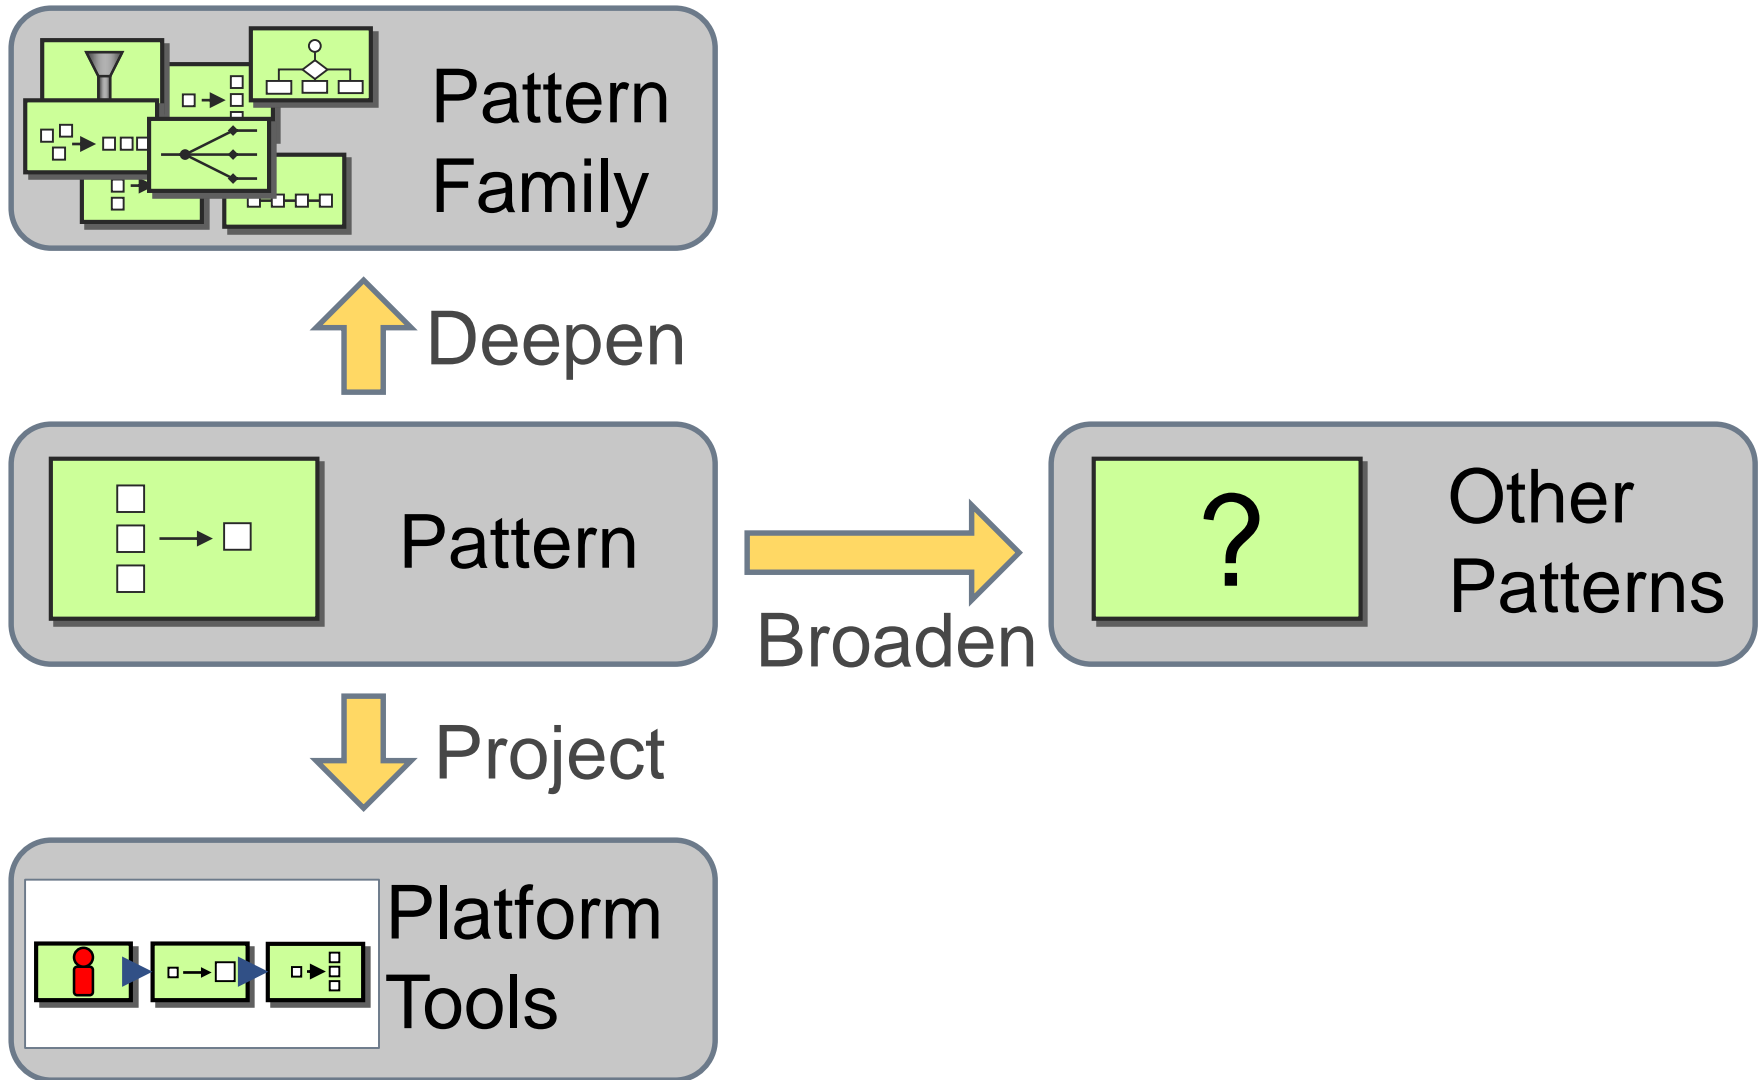 Pattern
Family
Deepen
Pattern
?
Other
Patterns
Broaden
Project
Platform
Tools